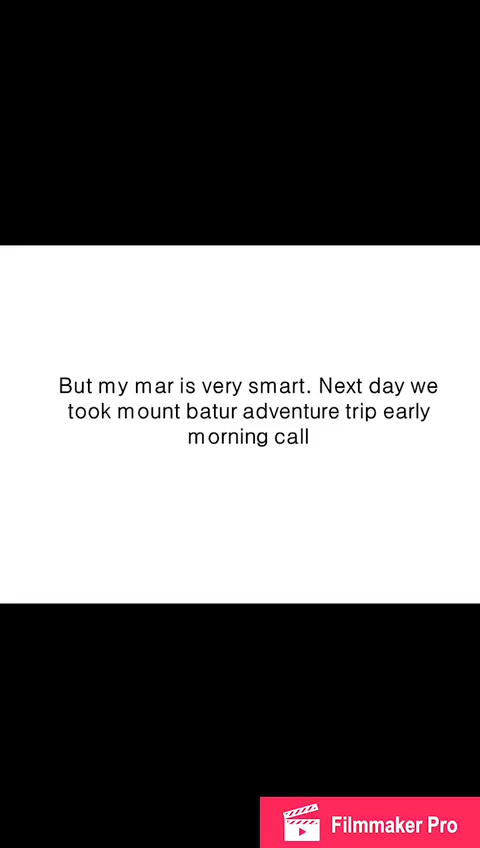 But my mar is very smart. Next day we
took mount batur adventure trip early
morning call
Filmmaker Pro